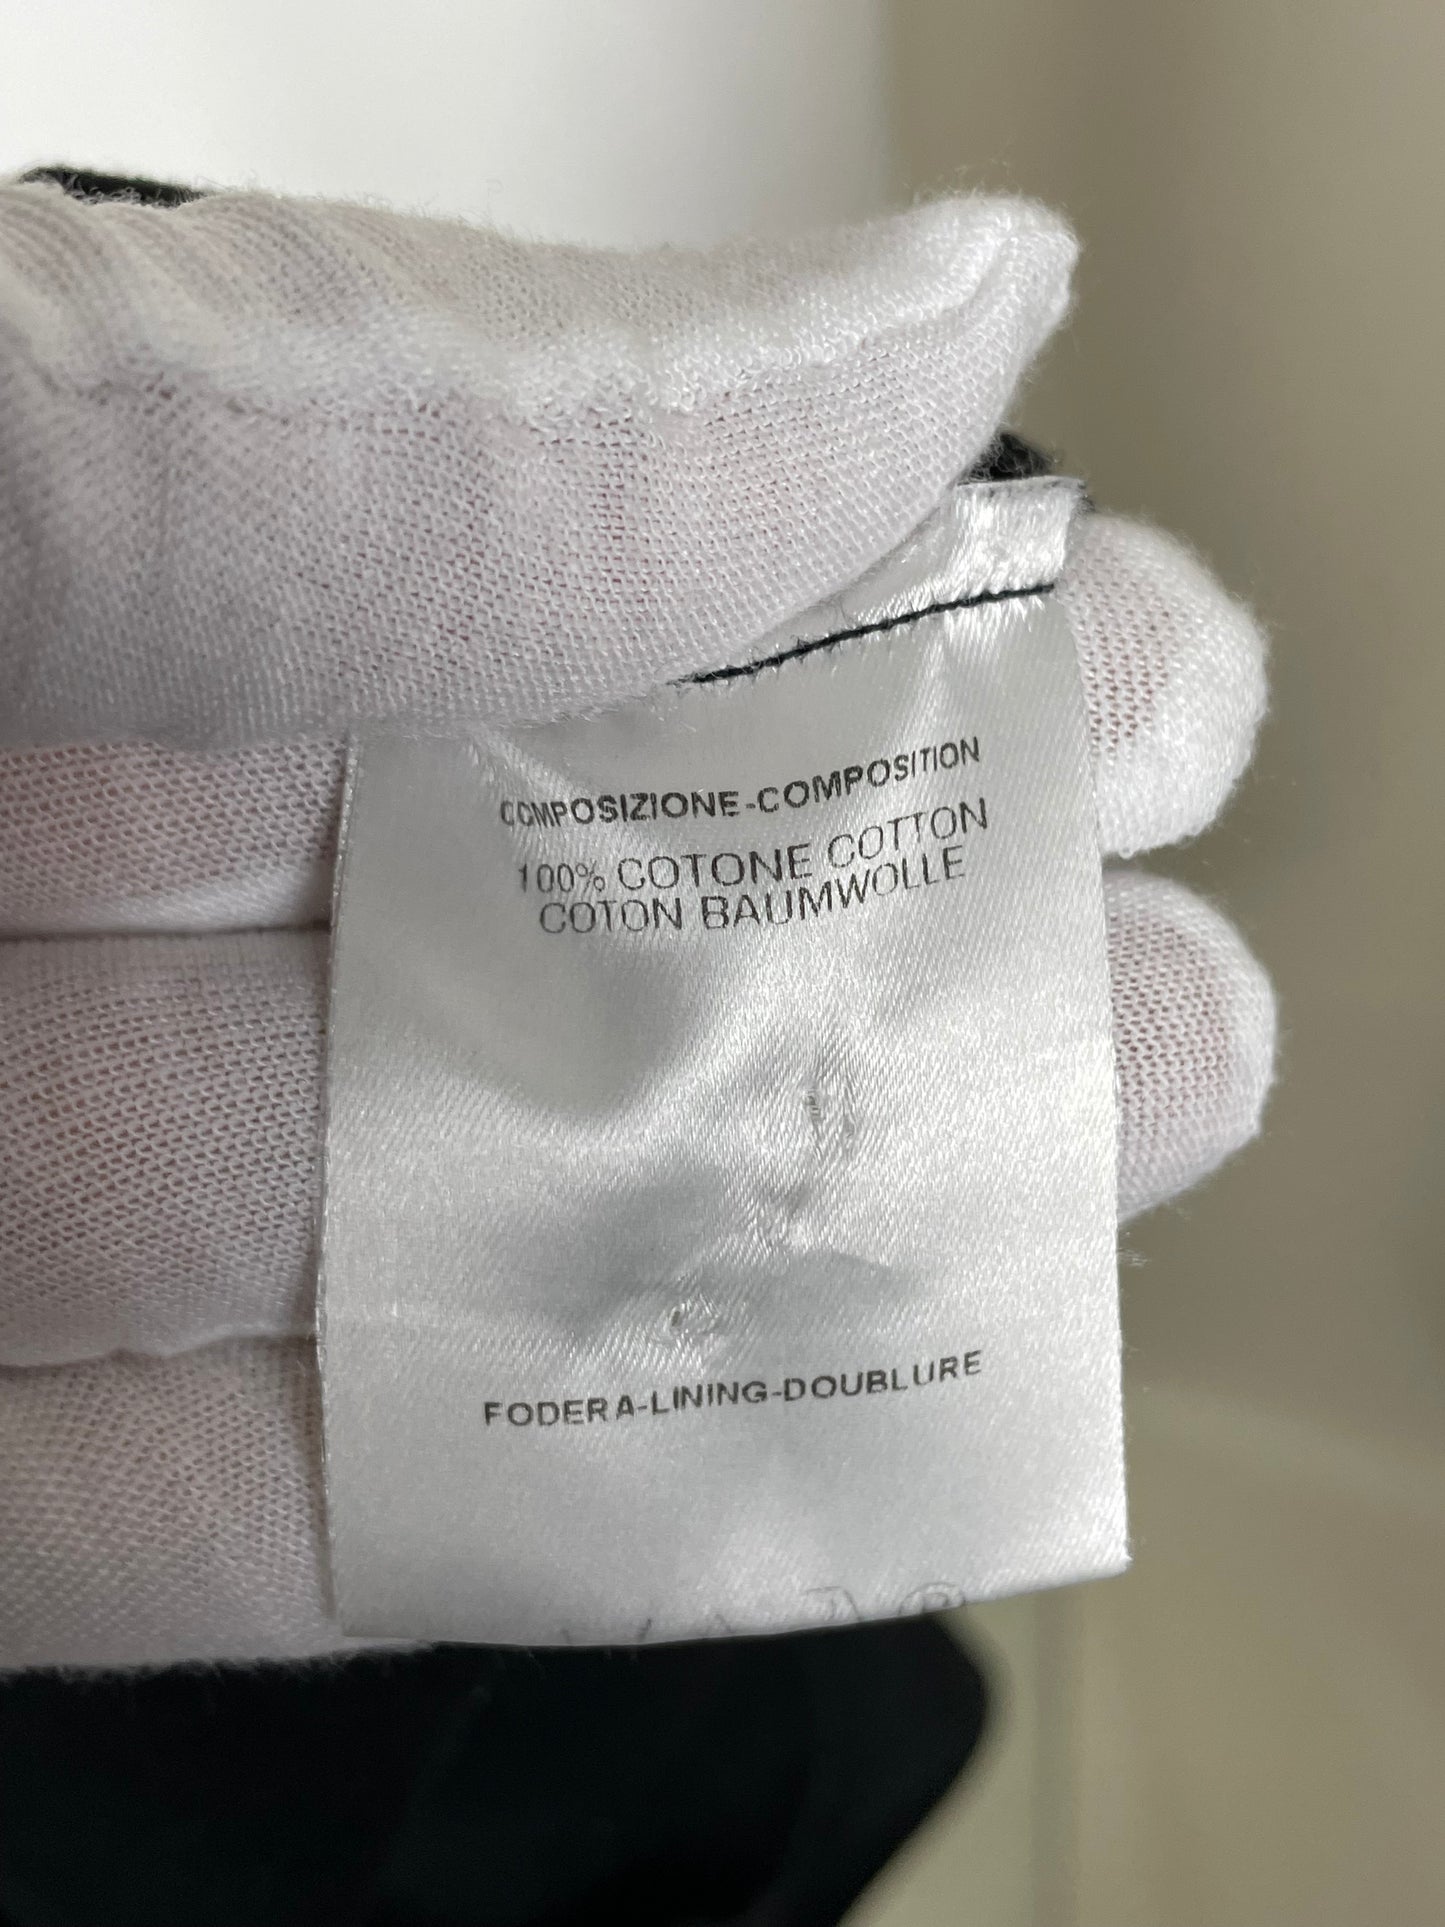 COMPOSIZIONE-COMPOSITION
100% COTONE COTTON
COTON BAUMWOLLE
FODERA-LINING-DOUBLURE